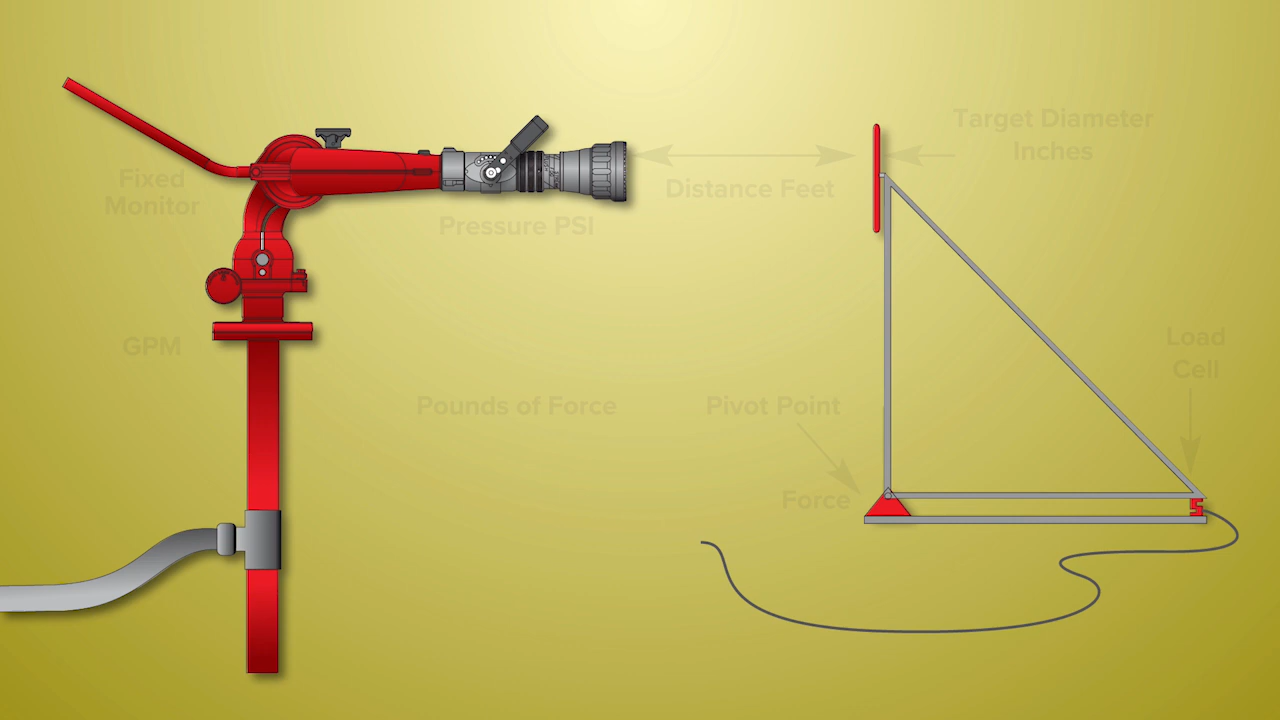 Target Diameter
Inches
Fixed
Monitor
Distance Feet
Pressure PSI
GPM
Load
Cell
Pounds of Force
Pivot Point
Force